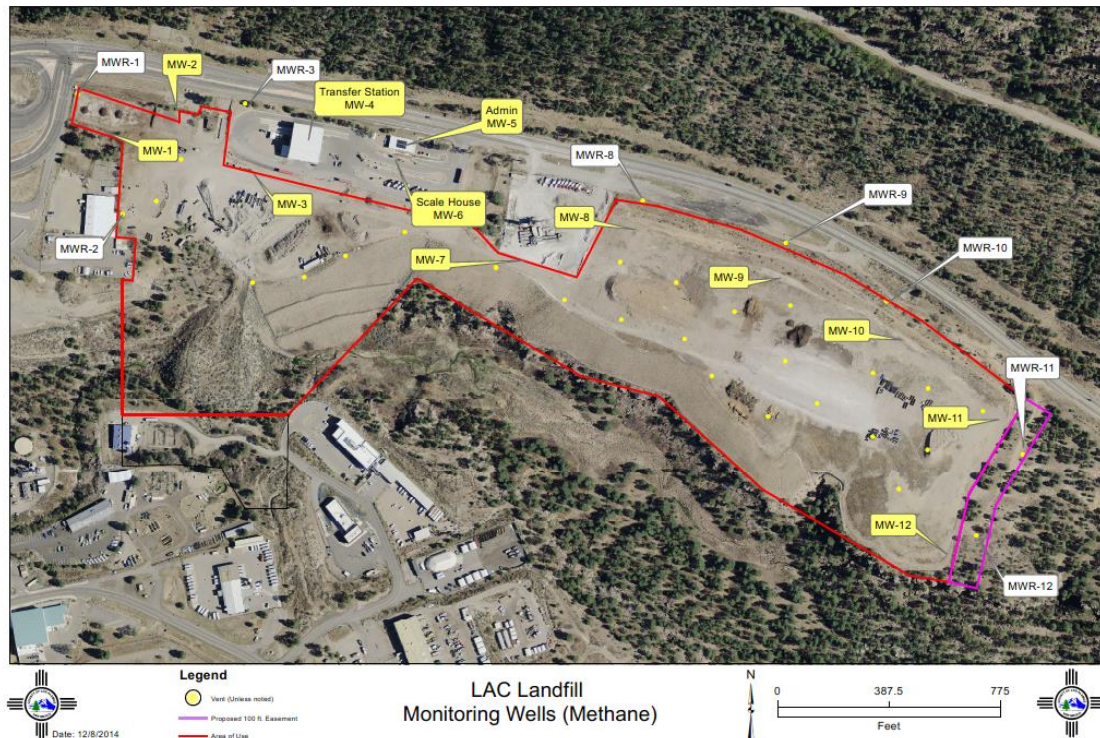 MWR-1
MW-2
MWR-3
Transfer Station
MW-4
Admin
MW-5
MW-1
MWR-8
MW-3
Scale House
MW-6
MWR-9
MW-8
MWR-2
MWR-10
MW-7
MW-9
MW-10
MWR-11
MW-11
MW-12
MWR-12
Legend
Vent (Unless noted)
Proposed 100 ft. Easement
Area of Use
Date: 12/8/2014
LAC Landfill
Monitoring Wells (Methane)
N
0 387.5 775
Feet